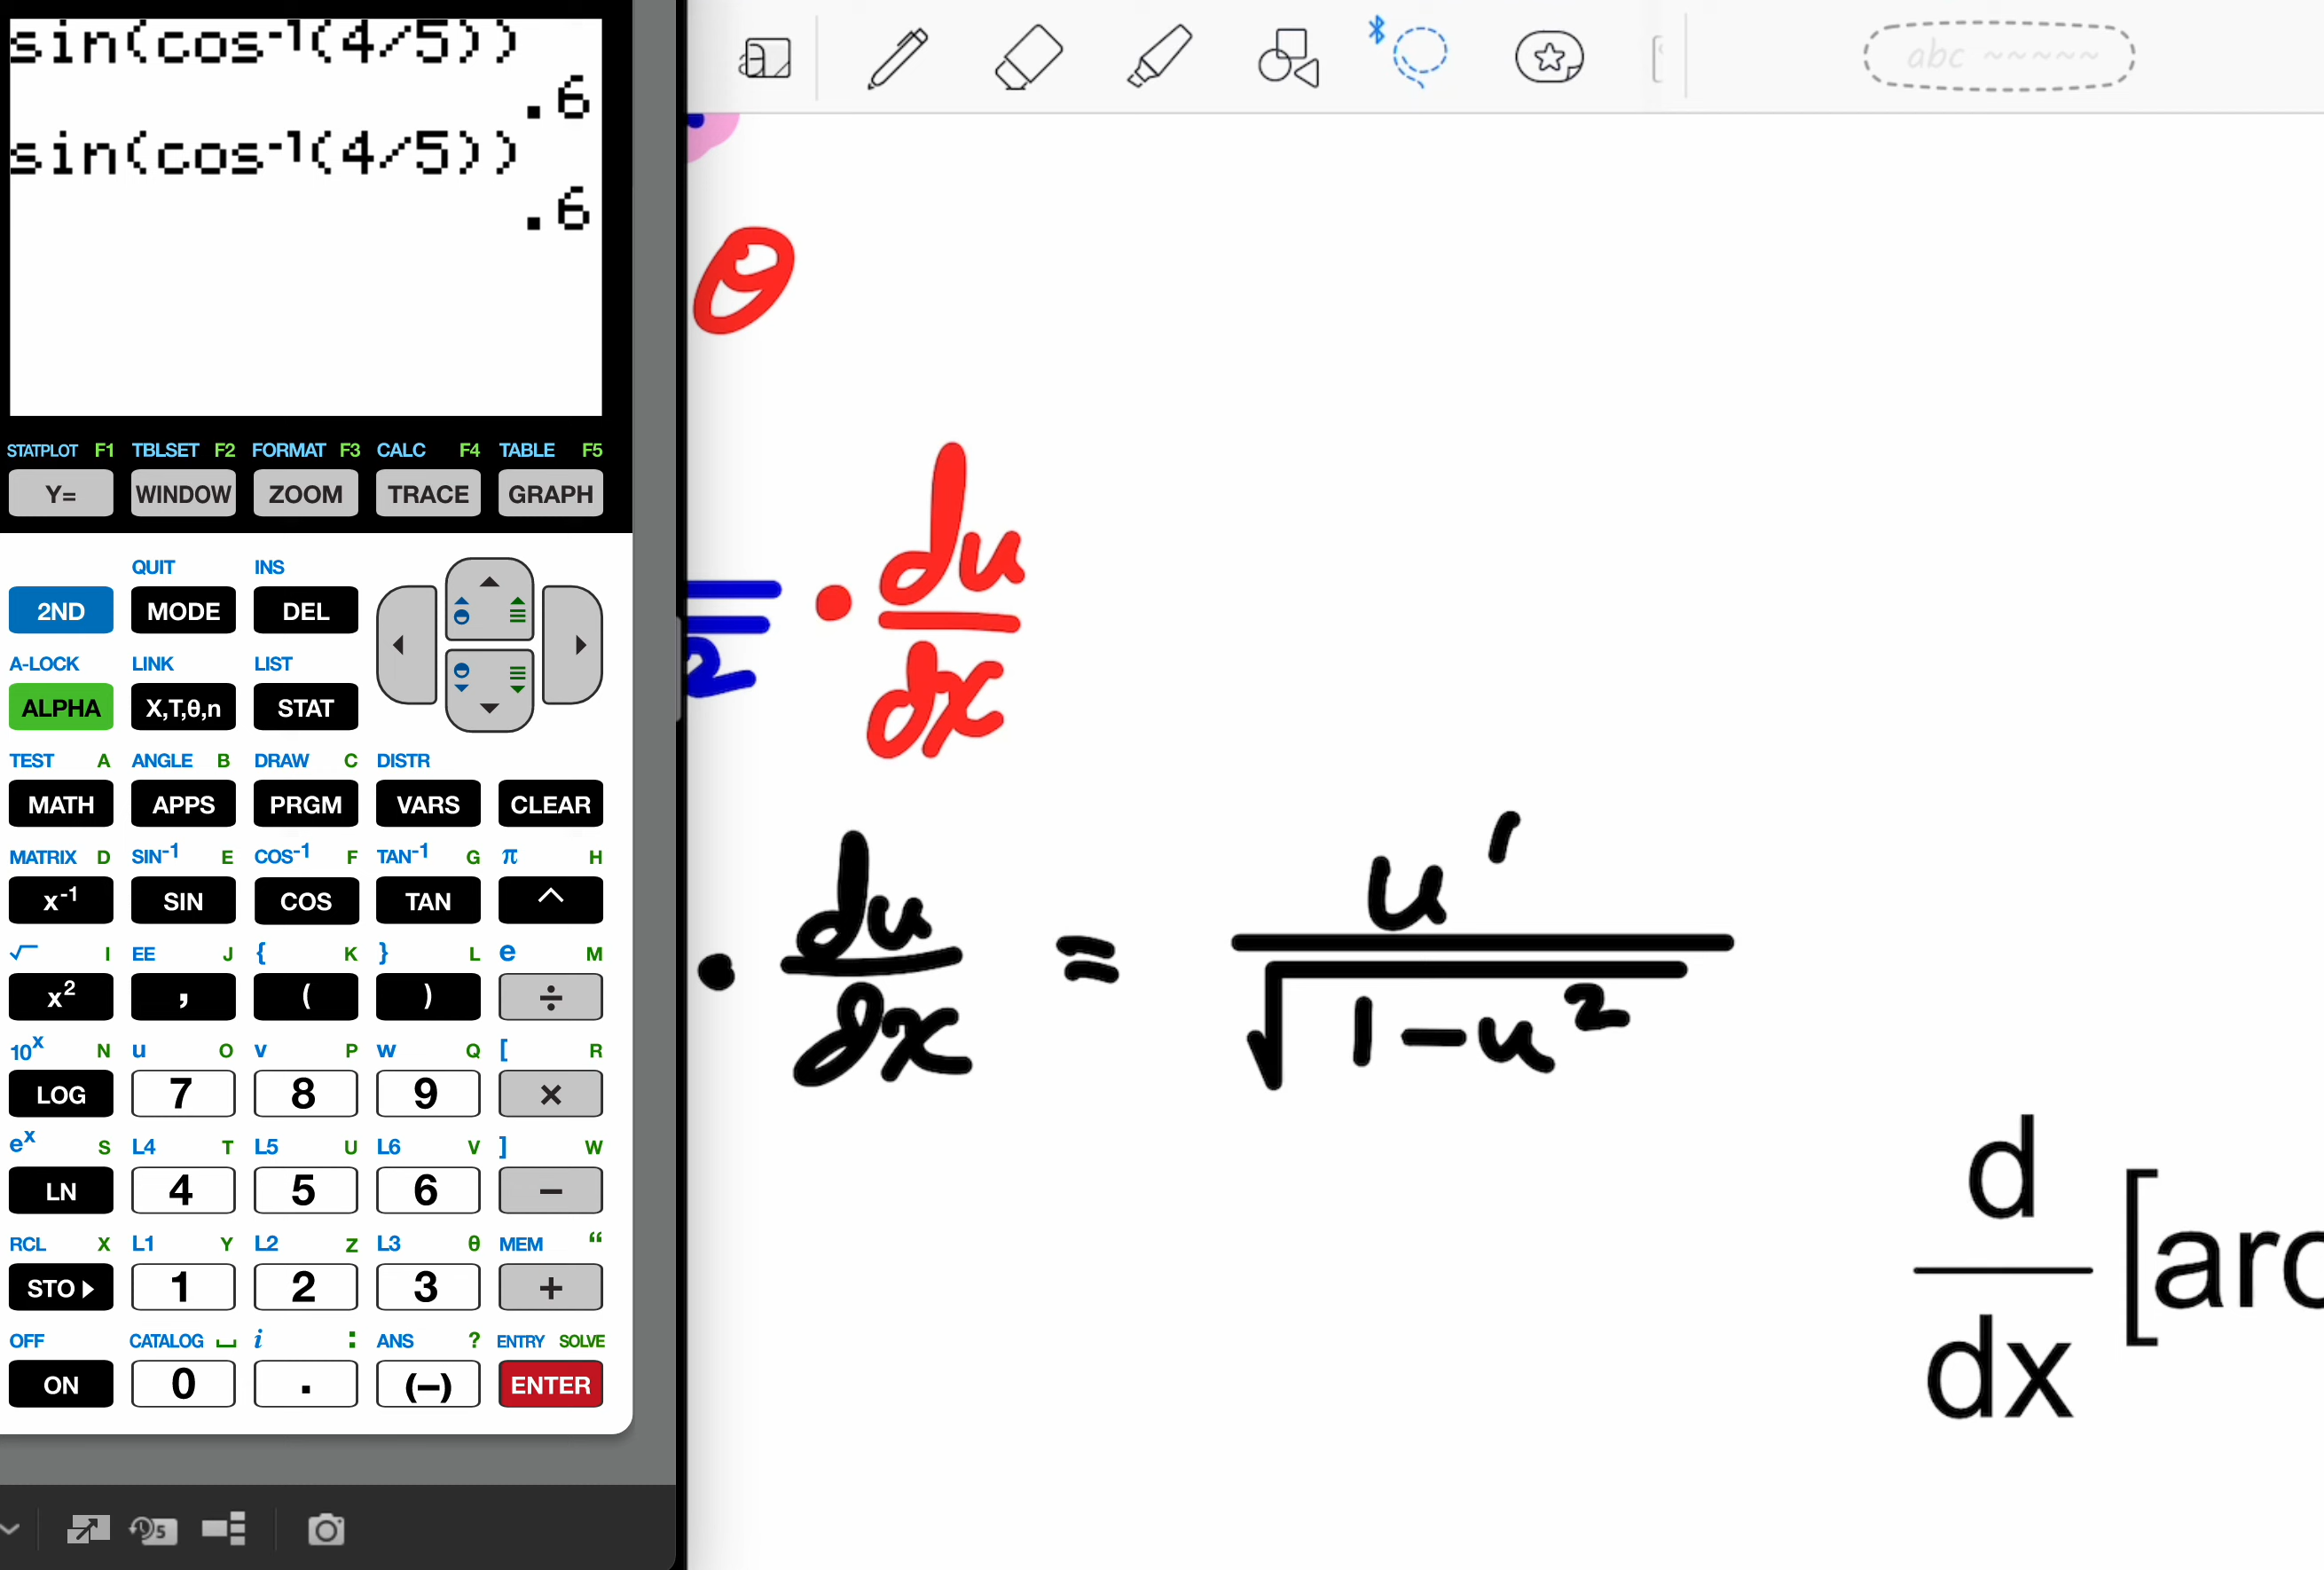 sin(cos⁻¹(4/5))
.6
sin(cos⁻¹(4/5))
.6
STATPLOT F1 TBLSET F2 FORMAT F3 CALC F4 TABLE F5
Y= WINDOW ZOOM TRACE GRAPH
QUIT INS
2ND MODE DEL
A-LOCK LINK LIST
ALPHA X,T,θ,n STAT
TEST A ANGLE B DRAW C DISTR
MATH APPS PRGM VARS CLEAR
MATRIX D SIN⁻¹ E COS⁻¹ F TAN⁻¹ G π H
x⁻¹ SIN COS TAN ^
√ I EE J { K } L e M
x² , ( ) ÷
10ˣ N u O v P w Q [ R
LOG 7 8 9 ×
eˣ S L4 T L5 U L6 V ] W
LN 4 5 6 −
RCL X L1 Y L2 Z L3 θ MEM “
STO▶ 1 2 3 +
OFF CATALOG ⎵ i : ANS ? ENTRY SOLVE
ON 0 . (–) ENTER
5
a
abc ~~~~~
θ
2 · du/dx
· du/dx = u′/√(1-u²)
d/dx [arc